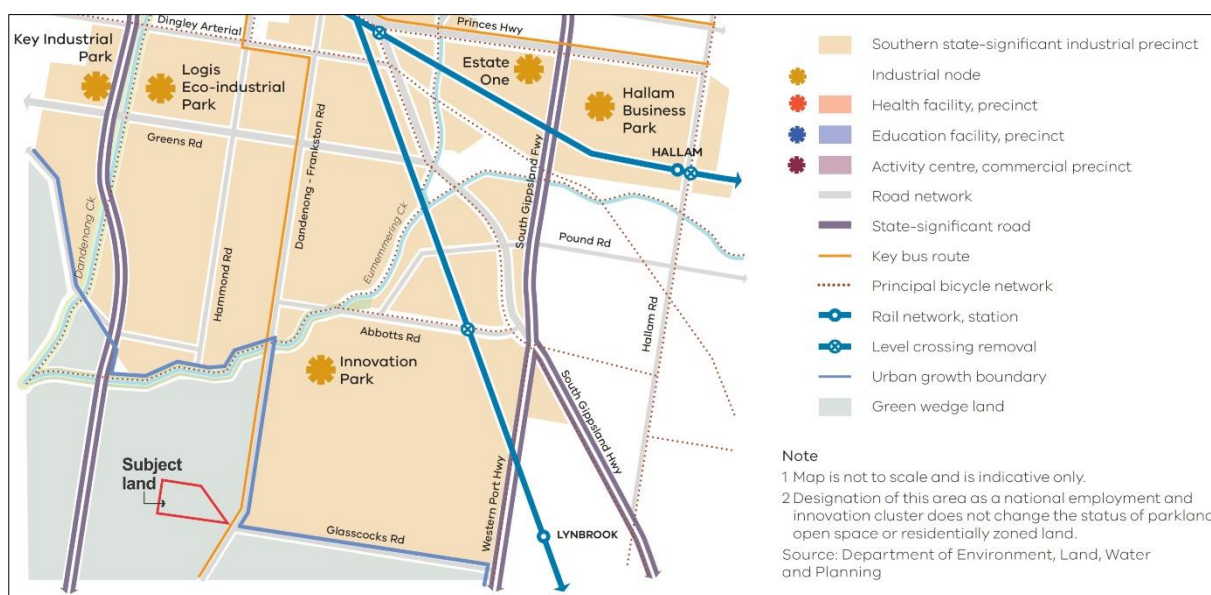 Dingley Arterial
Princes Hwy
Key Industrial
Park
Logis
Eco-industrial
Park
Estate
One
Hallam
Business
Park
Greens Rd
Dandenong - Frankston Rd
South Gippsland Fwy
HALLAM
Dandenong Ck
Hammond Rd
Eumemmering Ck
Pound Rd
Hallam Rd
Abbotts Rd
Innovation
Park
South Gippsland Hwy
Western Port Hwy
Subject
land
Glasscocks Rd
LYNBROOK
Southern state-significant industrial precinct
Industrial node
Health facility, precinct
Education facility, precinct
Activity centre, commercial precinct
Road network
State-significant road
Key bus route
Principal bicycle network
Rail network, station
Level crossing removal
Urban growth boundary
Green wedge land
Note
1 Map is not to scale and is indicative only.
2 Designation of this area as a national employment and
innovation cluster does not change the status of parkland
open space or residentially zoned land.
Source: Department of Environment, Land, Water
and Planning